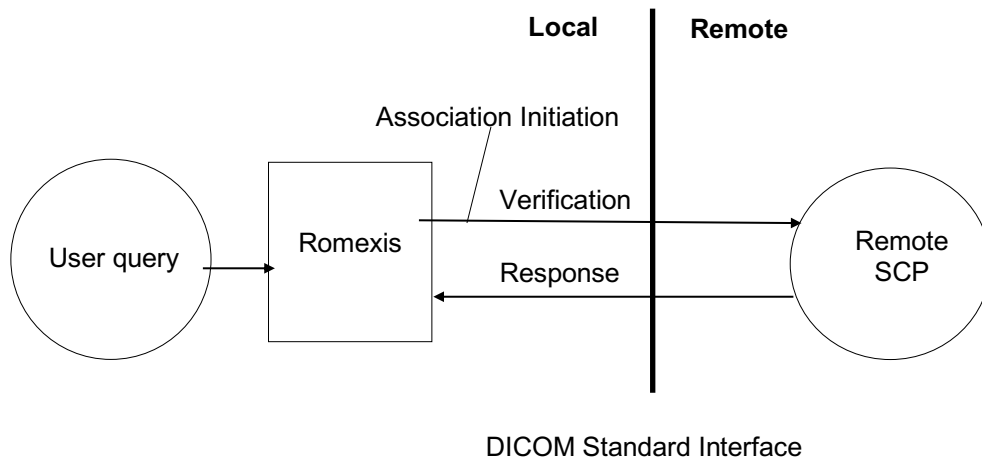 Local
Remote
Association Initiation
Verification
User query
Romexis
Response
Remote
SCP
DICOM Standard Interface